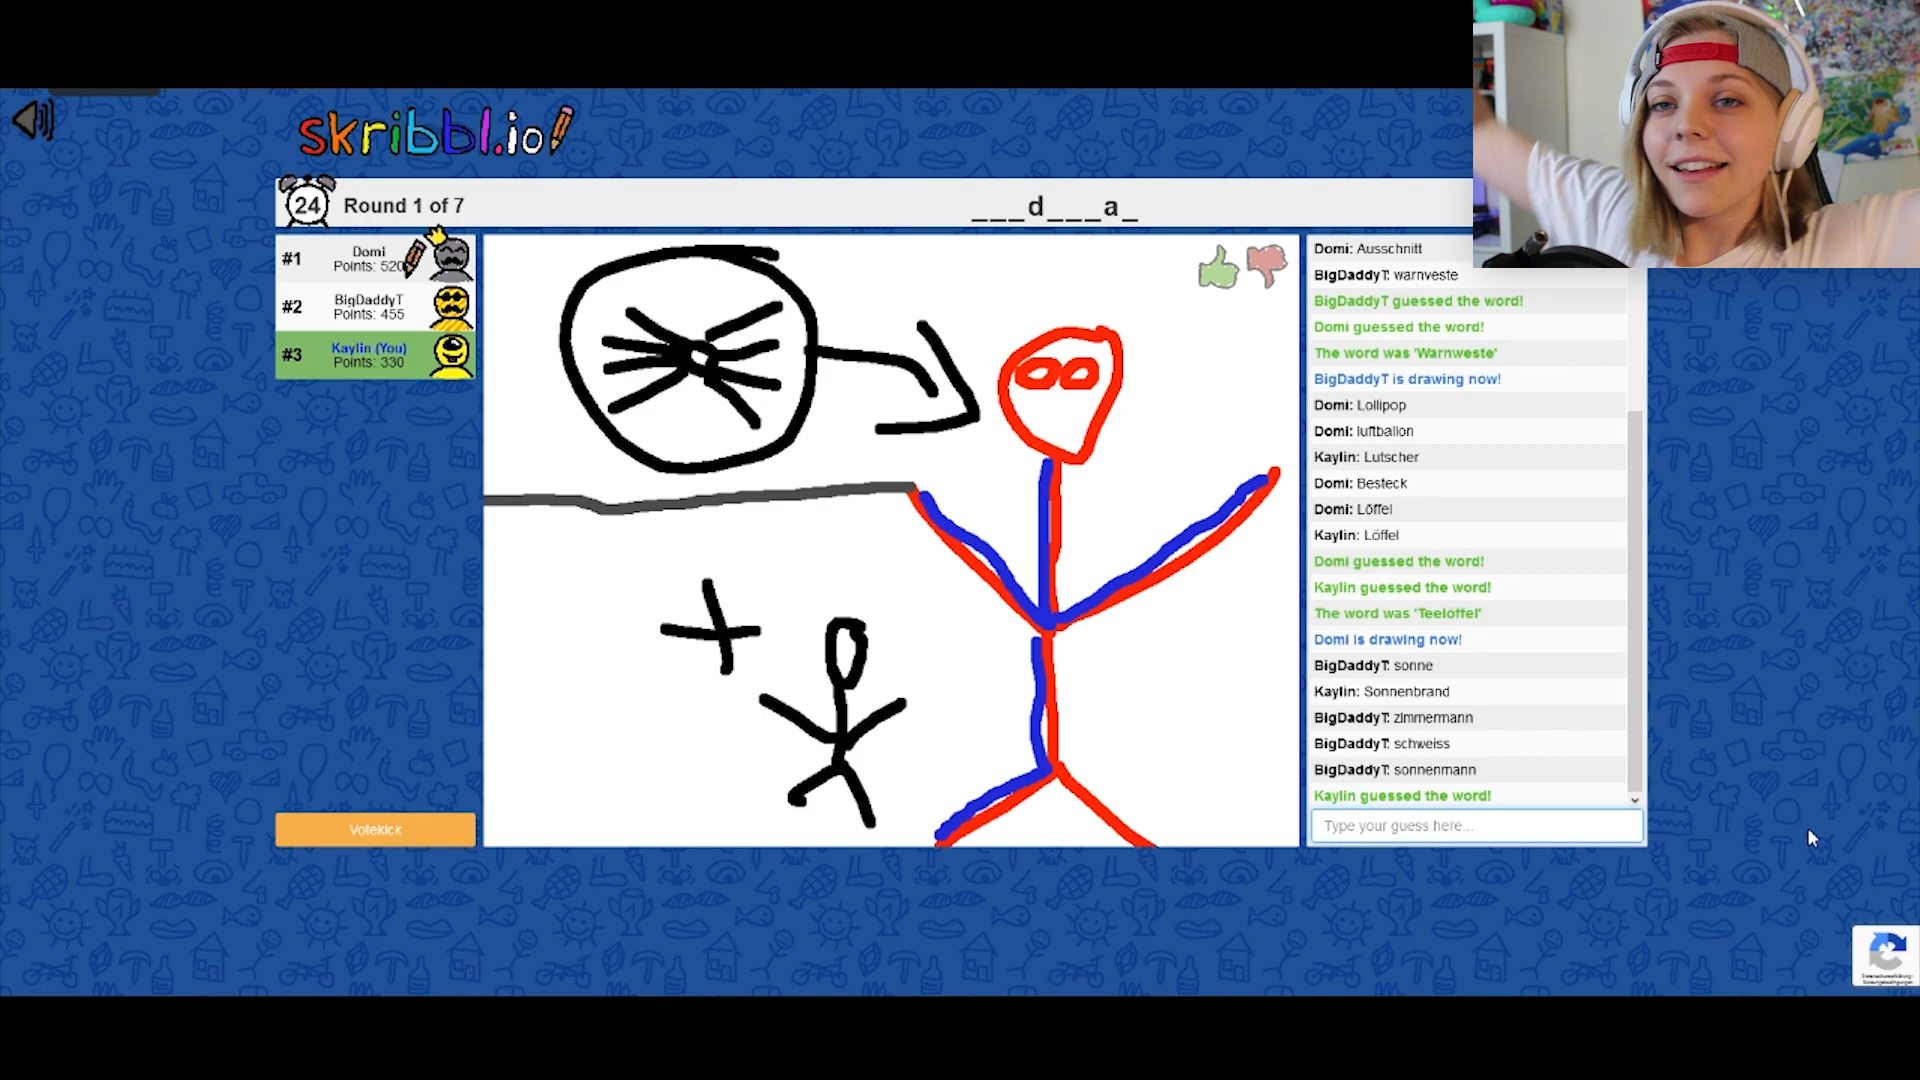 skribbl.io
24
Round 1 of 7
___d___a_
#1
Domi
Points: 520
#2
BigDaddyT
Points: 455
#3
Kaylin (You)
Points: 330
Votekick
Domi: Ausschnitt
BigDaddyT: warnveste
BigDaddyT guessed the word!
Domi guessed the word!
The word was 'Warnweste'
BigDaddyT is drawing now!
Domi: Lollipop
Domi: luftballon
Kaylin: Lutscher
Domi: Besteck
Domi: Löffel
Kaylin: Löffel
Domi guessed the word!
Kaylin guessed the word!
The word was 'Teelöffel'
Domi is drawing now!
BigDaddyT: sonne
Kaylin: Sonnenbrand
BigDaddyT: zimmermann
BigDaddyT: schweiss
BigDaddyT: sonnenmann
Kaylin guessed the word!
Type your guess here...